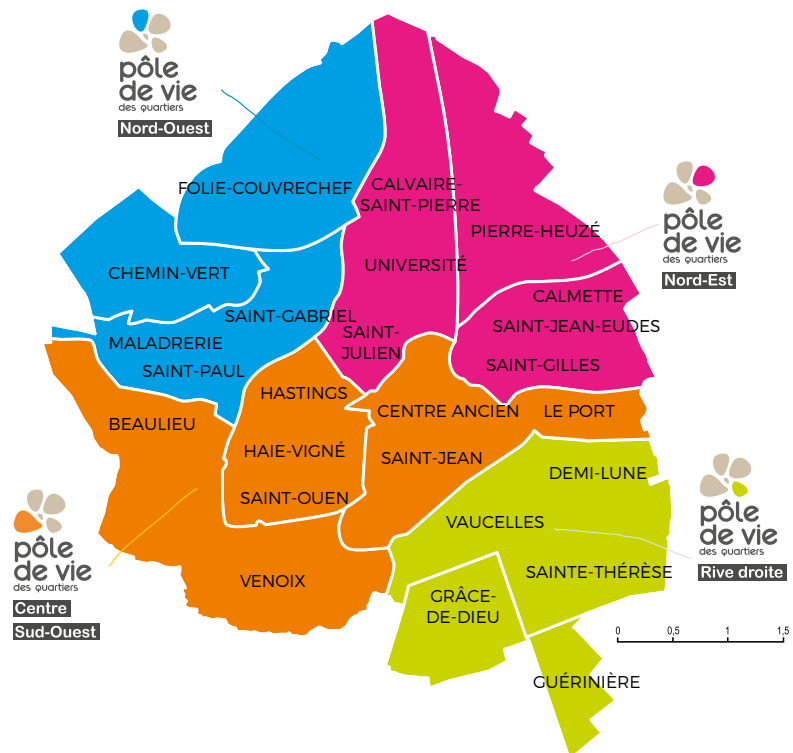 pôle
de vie
des quartiers
Nord-Ouest
FOLIE-COUVRECHEF
CALVAIRE-
SAINT-PIERRE
pôle
de vie
des quartiers
Nord-Est
PIERRE-HEUZÉ
CHEMIN-VERT
UNIVERSITÉ
CALMETTE
SAINT-GABRIEL
SAINT-JEAN-EUDES
SAINT-
JULIEN
MALADRERIE
SAINT-PAUL
SAINT-GILLES
HASTINGS
BEAULIEU
CENTRE ANCIEN
LE PORT
HAIE-VIGNÉ
SAINT-JEAN
SAINT-OUEN
DEMI-LUNE
pôle
de vie
des quartiers
Rive droite
VAUCELLES
pôle
de vie
des quartiers
Centre
Sud-Ouest
VENOIX
SAINTE-THÉRÈSE
GRÂCE-
DE-DIEU
0 0,5 1 1,5
GUÉRINIÈRE